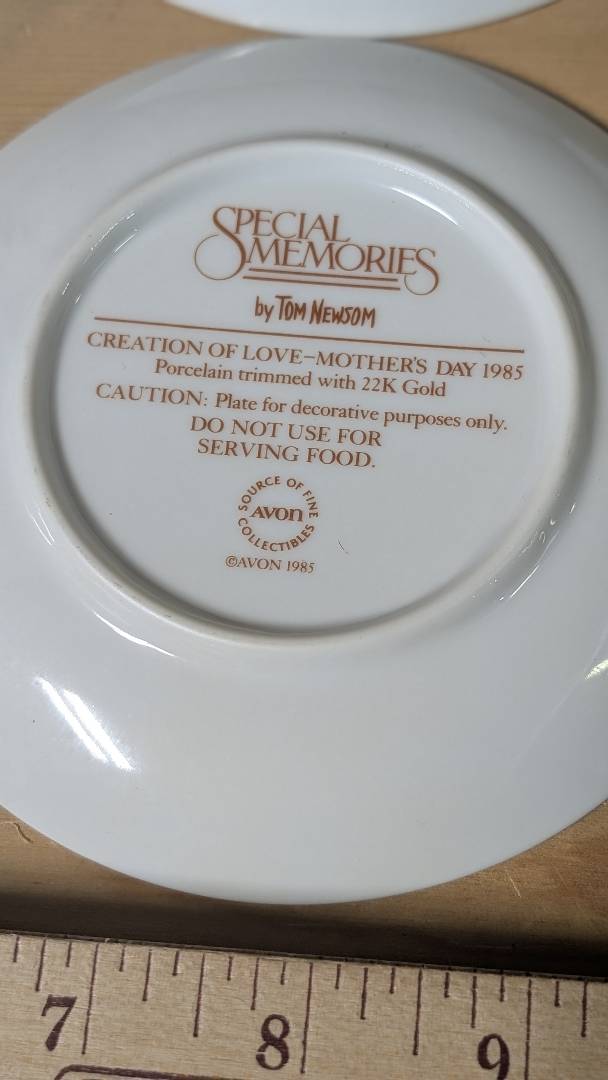 SPECIAL
MEMORIES
by TOM NEWSOM
CREATION OF LOVE–MOTHER'S DAY 1985
Porcelain trimmed with 22K Gold
CAUTION: Plate for decorative purposes only.
DO NOT USE FOR
SERVING FOOD.
SOURCE OF FINE
AVON
COLLECTIBLES
©AVON 1985
7 8 9